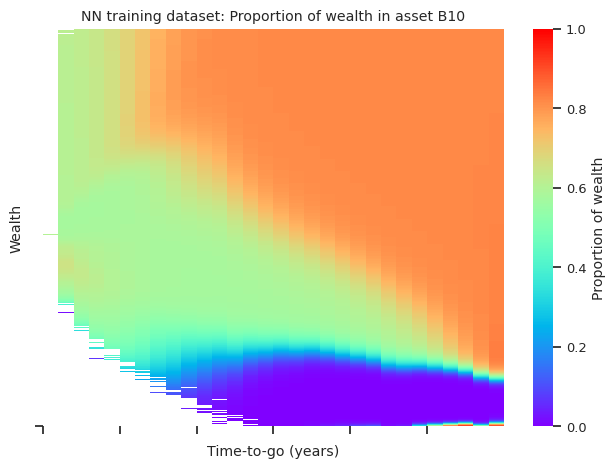 NN training dataset: Proportion of wealth in asset B10
Wealth
Time-to-go (years)
1.0
0.8
0.6
0.4
0.2
0.0
Proportion of wealth